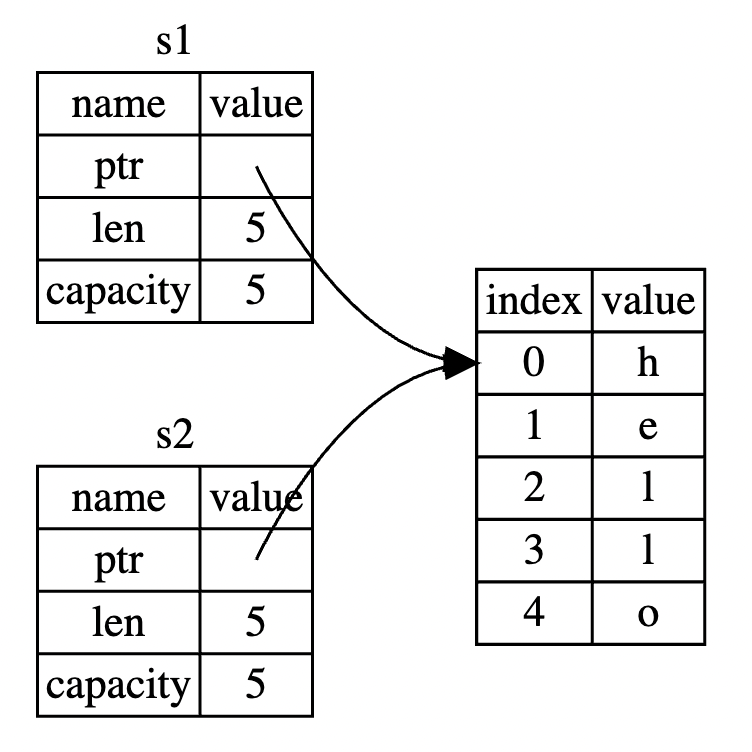 s1
name value
ptr
len 5
capacity 5
s2
name value
ptr
len 5
capacity 5
index value
0 h
1 e
2 l
3 l
4 o